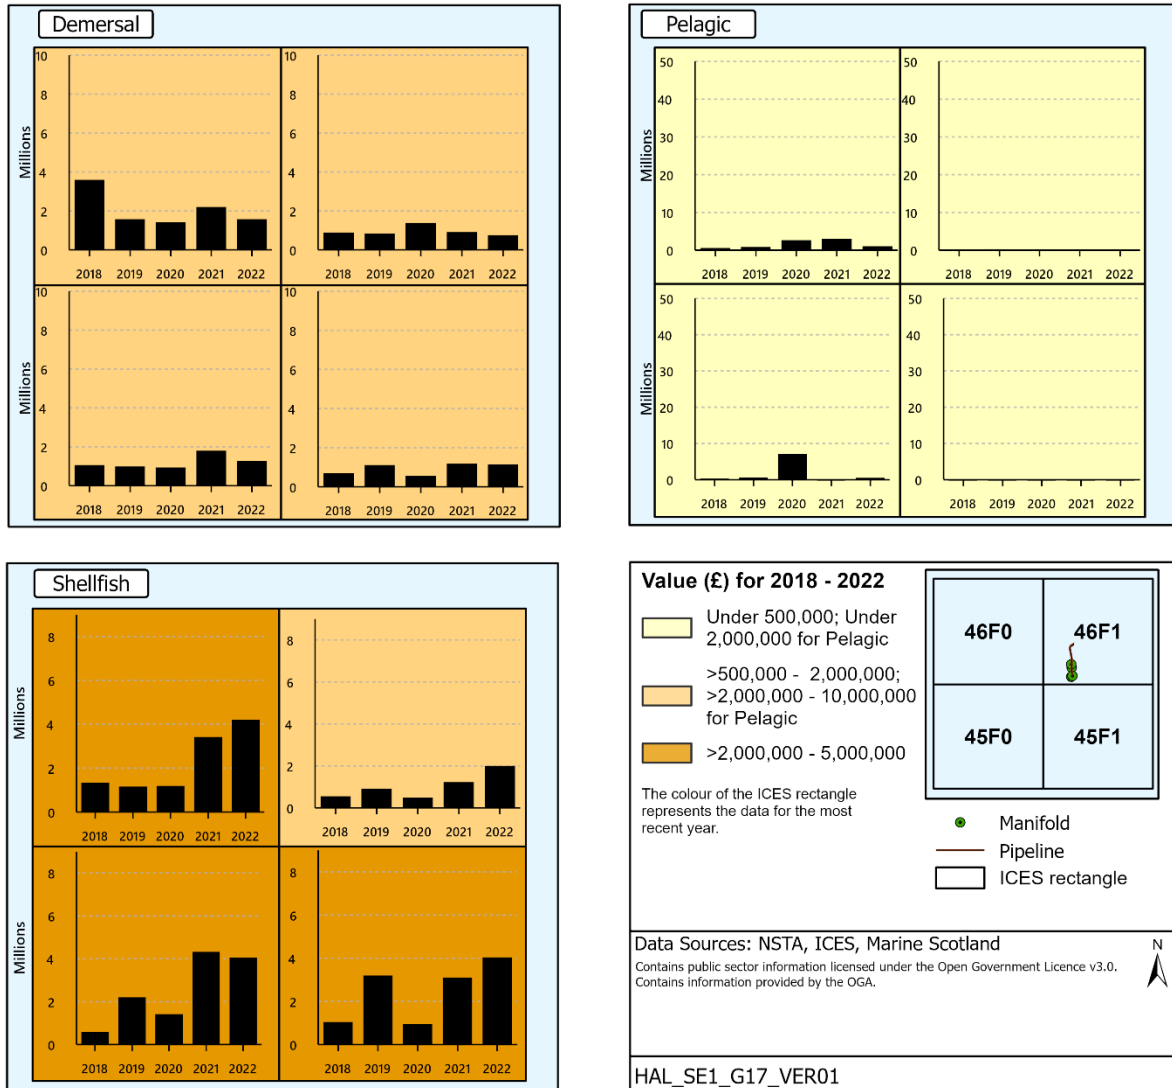 Demersal
Millions
10
8
6
4
2
0
2018 2019 2020 2021 2022
10
8
6
4
2
0
2018 2019 2020 2021 2022
Millions
10
8
6
4
2
0
2018 2019 2020 2021 2022
10
8
6
4
2
0
2018 2019 2020 2021 2022
Pelagic
Millions
50
40
30
20
10
0
2018 2019 2020 2021 2022
50
40
30
20
10
0
2018 2019 2020 2021 2022
Millions
50
40
30
20
10
0
2018 2019 2020 2021 2022
50
40
30
20
10
0
2018 2019 2020 2021 2022
Shellfish
Millions
8
6
4
2
0
2018 2019 2020 2021 2022
8
6
4
2
0
2018 2019 2020 2021 2022
Millions
8
6
4
2
0
2018 2019 2020 2021 2022
8
6
4
2
0
2018 2019 2020 2021 2022
Value (£) for 2018 - 2022
Under 500,000; Under
2,000,000 for Pelagic
>500,000 - 2,000,000;
>2,000,000 - 10,000,000
for Pelagic
>2,000,000 - 5,000,000
The colour of the ICES rectangle
represents the data for the most
recent year.
46F0 46F1
45F0 45F1
Manifold
Pipeline
ICES rectangle
Data Sources: NSTA, ICES, Marine Scotland
Contains public sector information licensed under the Open Government Licence v3.0.
Contains information provided by the OGA.
N
HAL_SE1_G17_VER01